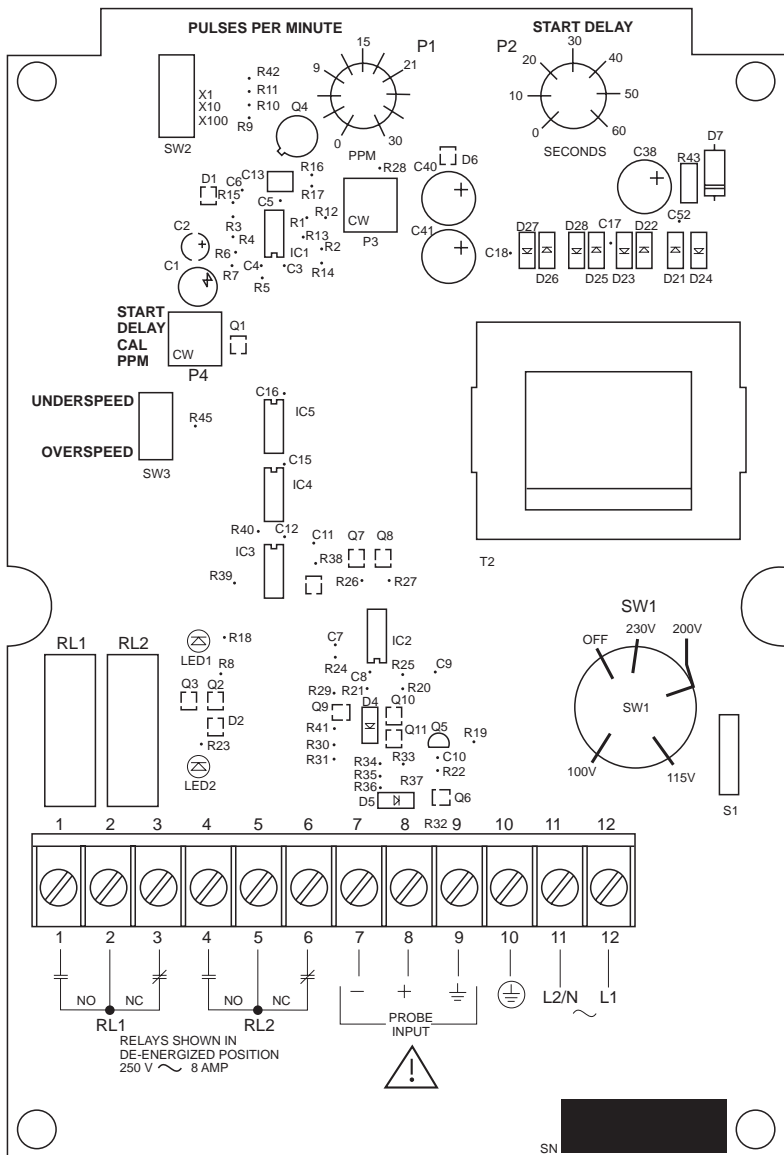 PULSES PER MINUTE
START DELAY
15
P1
9
21
0
30
PPM
P2
30
20
40
10
50
0
60
SECONDS
X1
X10
X100
SW2
R42
R11
R10
R9
Q4
D7
R43
C38
D6
R28
C40
C41
CW
P3
R16
R17
C13
D1
C6
R15
C5
R1
R12
R13
R2
IC1
R14
C3
C4
R5
R3
R4
R6
R7
C2
C1
C52
C17
D27
D28
D22
C18
D26
D25
D23
D21
D24
START
DELAY
CAL
PPM
CW
P4
Q1
UNDERSPEED
OVERSPEED
SW3
R45
C16
IC5
C15
IC4
R40
C12
C11
IC3
R38
R39
Q7
Q8
R26
R27
T2
RL1
RL2
LED1
R18
R8
Q3
Q2
D2
R23
LED2
C7
R24
IC2
C8
R25
C9
R29
R21
R20
Q9
D4
Q10
R41
Q11
Q5
R19
R30
C10
R31
R34
R33
R22
R35
R37
R36
D5
Q6
R32
SW1
OFF
230V
200V
SW1
100V
115V
S1
1 2 3 4 5 6 7 8 9 10 11 12
1 2 3 4 5 6 7 8 9 10 11 12
NO NC
RL1
NO NC
RL2
− +
L2/N L1
PROBE
INPUT
RELAYS SHOWN IN
DE-ENERGIZED POSITION
250 V ~ 8 AMP
!
SN